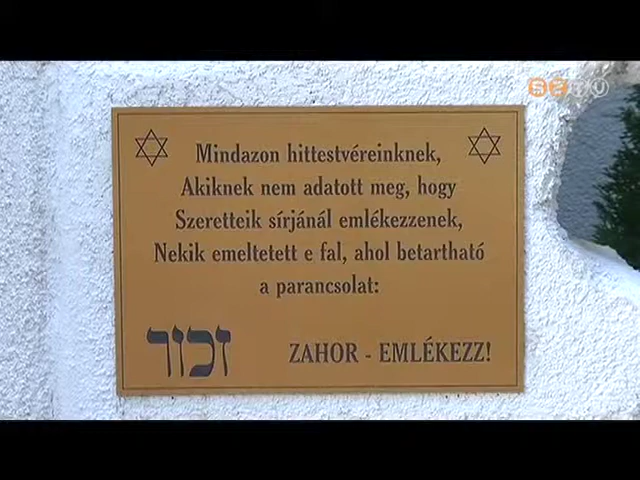 SZTV
Mindazon hittestvéreinknek,
Akiknek nem adatott meg, hogy
Szeretteik sírjánál emlékezzenek,
Nekik emeltetett e fal, ahol betartható
a parancsolat:
זכור
ZAHOR - EMLÉKEZZ!